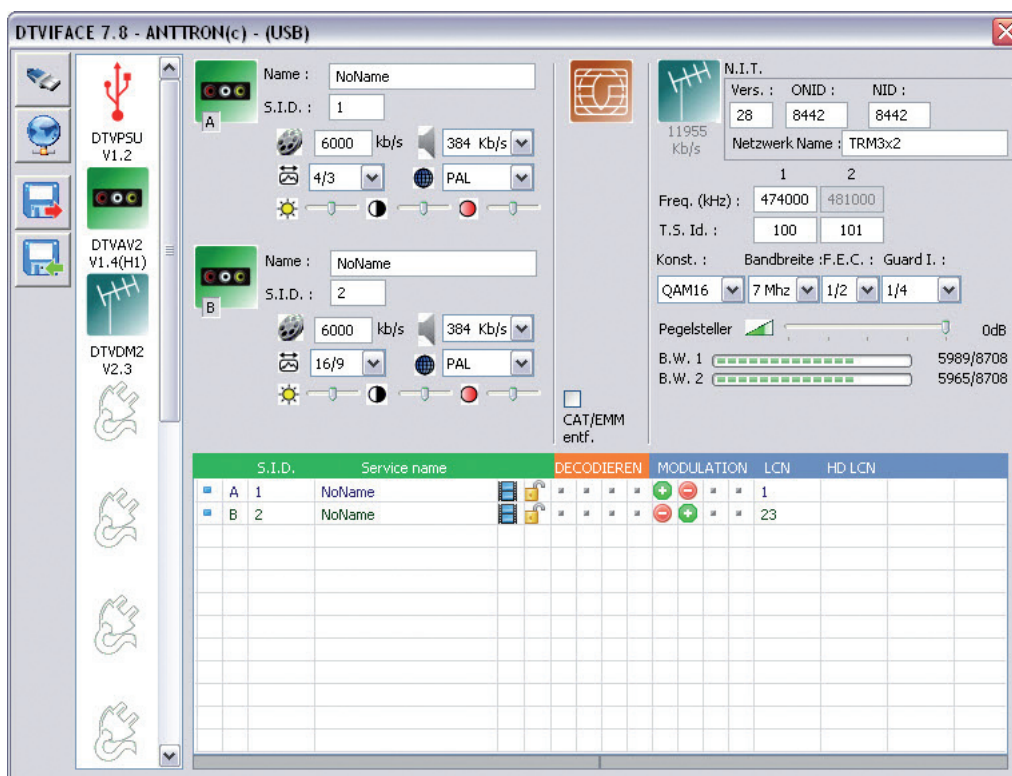 DTVIFACE 7.8 - ANTTRON(c) - (USB)
DTVPSU
V1.2
DTVAV2
V1.4(H1)
DTVDM2
V2.3
A
Name : NoName
S.I.D. : 1
6000 kb/s 384 Kb/s
4/3 PAL
B
Name : NoName
S.I.D. : 2
6000 kb/s 384 Kb/s
16/9 PAL
CAT/EMM
entf.
11955
Kb/s
N.I.T.
Vers. : ONID : NID :
28 8442 8442
Netzwerk Name : TRM3x2
1 2
Freq. (kHz) : 474000 481000
T.S. Id. : 100 101
Konst. : Bandbreite : F.E.C. : Guard I. :
QAM16 7 Mhz 1/2 1/4
Pegelsteller 0dB
B.W. 1 5989/8708
B.W. 2 5965/8708
S.I.D. Service name DECODIEREN MODULATION LCN HD LCN
A 1 NoName 1
B 2 NoName 23